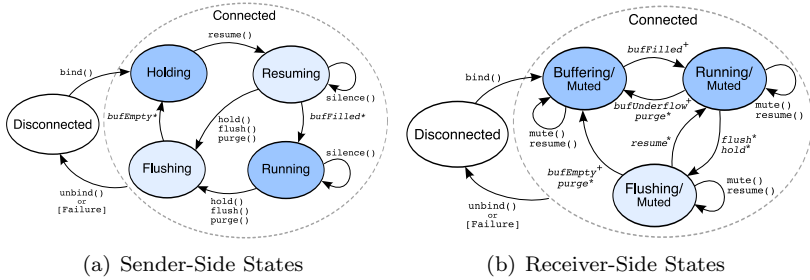 Connected
resume()
bind()
Holding
Resuming
silence()
bufEmpty*
hold()
flush()
purge()
bufFilled*
Disconnected
Flushing
Running
silence()
unbind()
or
[Failure]
hold()
flush()
purge()
(a) Sender-Side States
Connected
bufFilled+
bind()
Buffering/
Muted
Running/
Muted
mute()
resume()
bufUnderflow+
purge*
mute()
resume()
Disconnected
resume*
flush*
hold*
bufEmpty+
purge*
Flushing/
Muted
mute()
resume()
unbind()
or
[Failure]
(b) Receiver-Side States